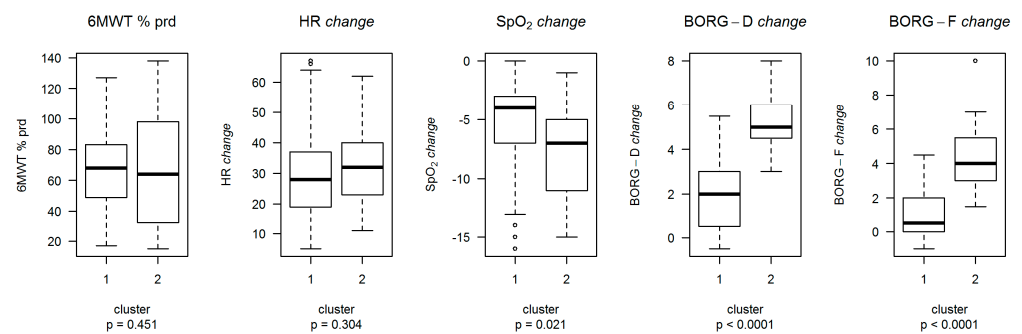 6MWT % prd
6MWT % prd
140
120
100
80
60
40
20
1 2
cluster
p = 0.451
HR change
HR change
60
50
40
30
20
10
1 2
cluster
p = 0.304
SpO₂ change
SpO₂ change
0
-5
-10
-15
1 2
cluster
p = 0.021
BORG – D change
BORG – D change
8
6
4
2
0
1 2
cluster
p < 0.0001
BORG – F change
BORG – F change
10
8
6
4
2
0
1 2
cluster
p < 0.0001